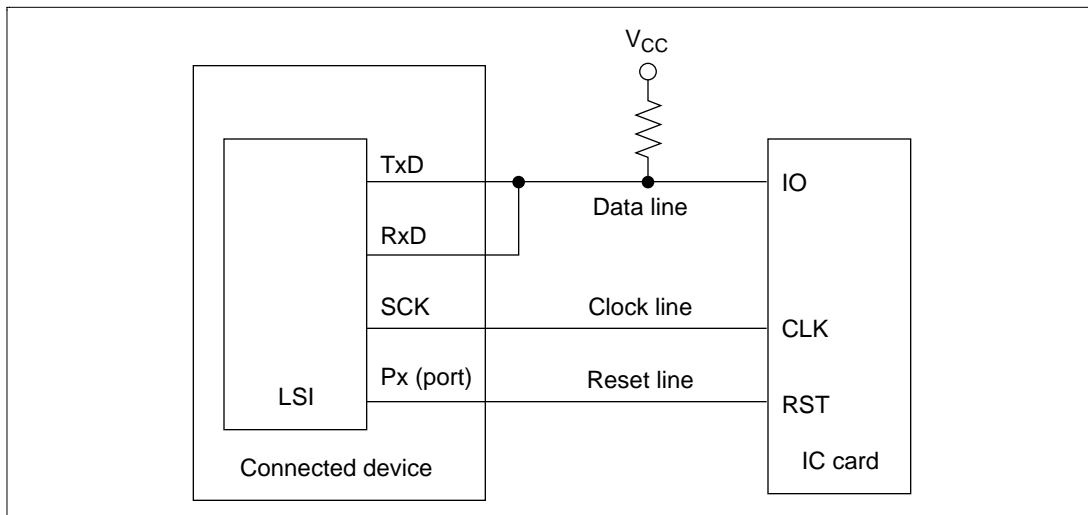 VCC
TxD
IO
Data line
RxD
SCK
Clock line
CLK
Px (port)
Reset line
LSI
RST
Connected device
IC card